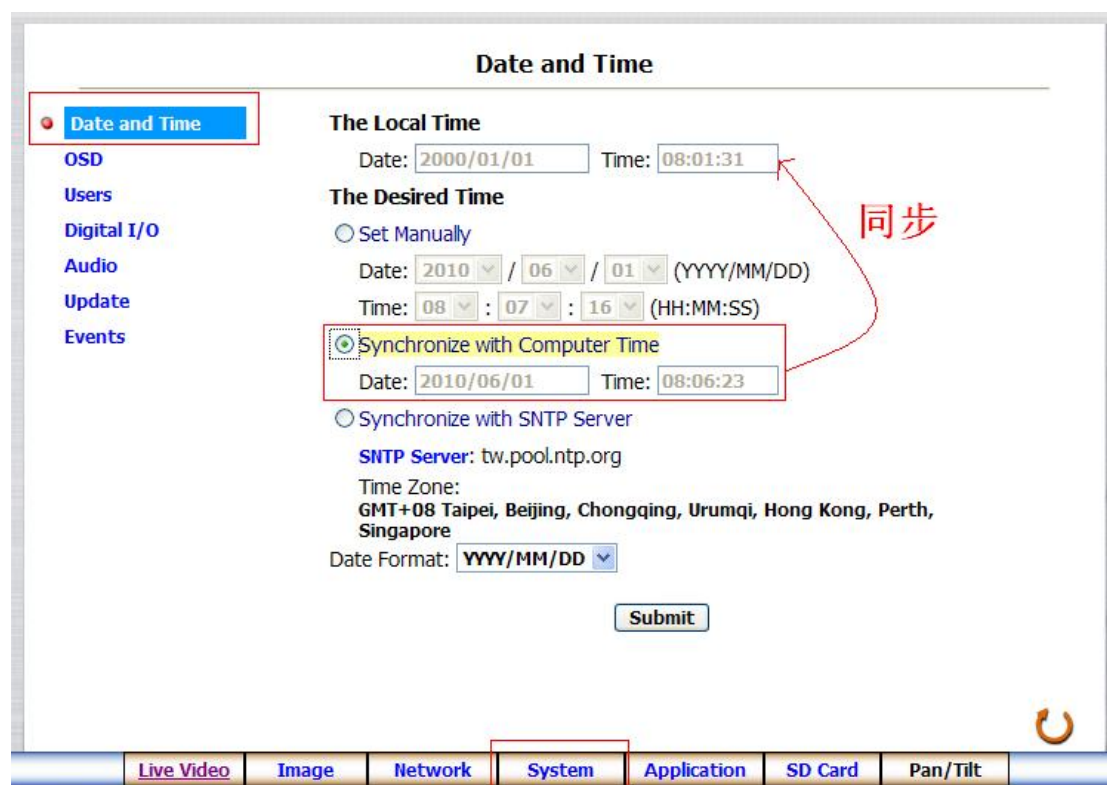 Date and Time
Date and Time
OSD
Users
Digital I/O
Audio
Update
Events
The Local Time
Date: 2000/01/01 Time: 08:01:31
The Desired Time
同步
Set Manually
Date: 2010 / 06 / 01 (YYYY/MM/DD)
Time: 08 : 07 : 16 (HH:MM:SS)
Synchronize with Computer Time
Date: 2010/06/01 Time: 08:06:23
Synchronize with SNTP Server
SNTP Server: tw.pool.ntp.org
Time Zone:
GMT+08 Taipei, Beijing, Chongqing, Urumqi, Hong Kong, Perth,
Singapore
Date Format: YYYY/MM/DD
Submit
Live Video Image Network System Application SD Card Pan/Tilt